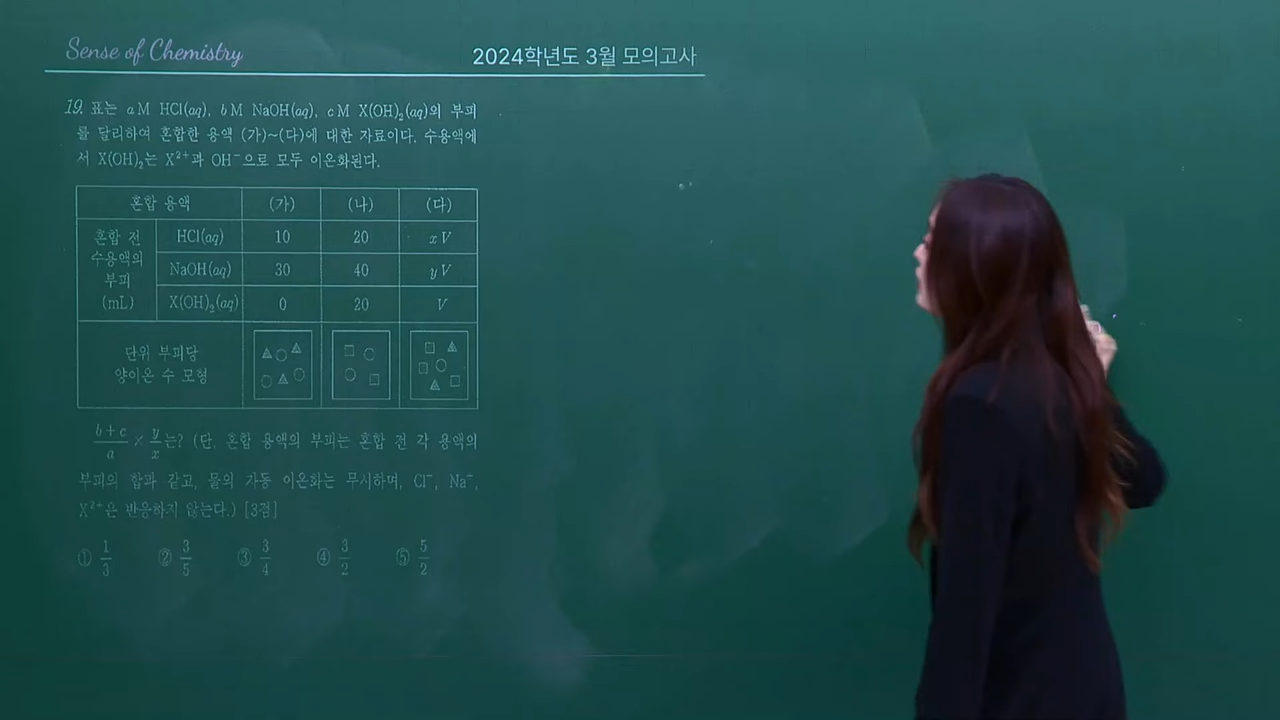 Sense of Chemistry
2024학년도 3월 모의고사
19. 표는 a M HCl(aq), b M NaOH(aq), c M X(OH)₂(aq)의 부피
를 달리하여 혼합한 용액 (가)~(다)에 대한 자료이다. 수용액에
서 X(OH)₂는 X²⁺과 OH⁻으로 모두 이온화된다.
혼합 용액 (가) (나) (다)
혼합 전 수용액의 부피 (mL) HCl(aq) 10 20 xV
NaOH(aq) 30 40 yV
X(OH)₂(aq) 0 20 V
단위 부피당
양이온 수 모형
(b+c)/a × y/x는? (단, 혼합 용액의 부피는 혼합 전 각 용액의
부피의 합과 같고, 물의 자동 이온화는 무시하며, Cl⁻, Na⁺,
X²⁺은 반응하지 않는다.) [3점]
① 1/3 ② 3/5 ③ 3/4 ④ 3/2 ⑤ 5/2